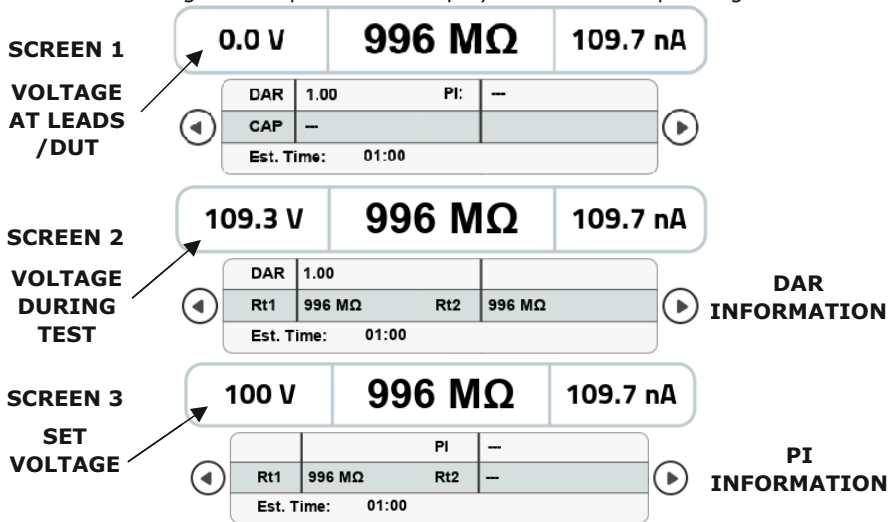 SCREEN 1
0.0 V 996 MΩ 109.7 nA
VOLTAGE
AT LEADS
/DUT
DAR 1.00 PI: ---
CAP ---
Est. Time: 01:00
SCREEN 2
109.3 V 996 MΩ 109.7 nA
VOLTAGE
DURING
TEST
DAR 1.00
Rt1 996 MΩ Rt2 996 MΩ
Est. Time: 01:00
DAR
INFORMATION
SCREEN 3
100 V 996 MΩ 109.7 nA
SET
VOLTAGE
PI ---
Rt1 996 MΩ Rt2 ---
Est. Time: 01:00
PI
INFORMATION